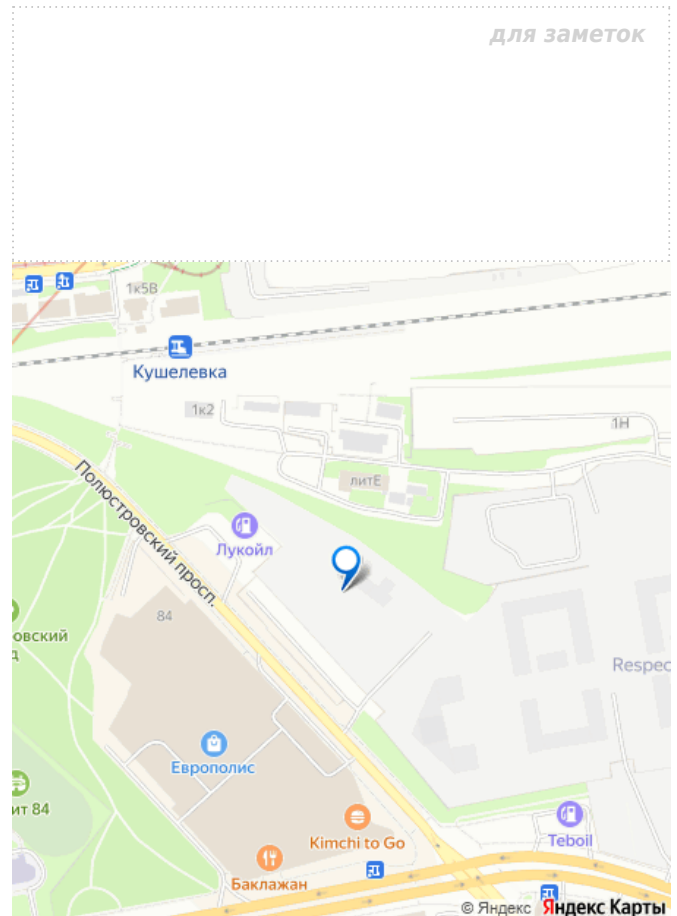 для заметок
1к5В
Кушелевка
1к2
1Н
литЕ
Полюстровский просп.
Лукойл
84
овский
Respec
Европолис
ит 84
Kimchi to Go
Teboil
Баклажан
© Яндекс Яндекс Карты